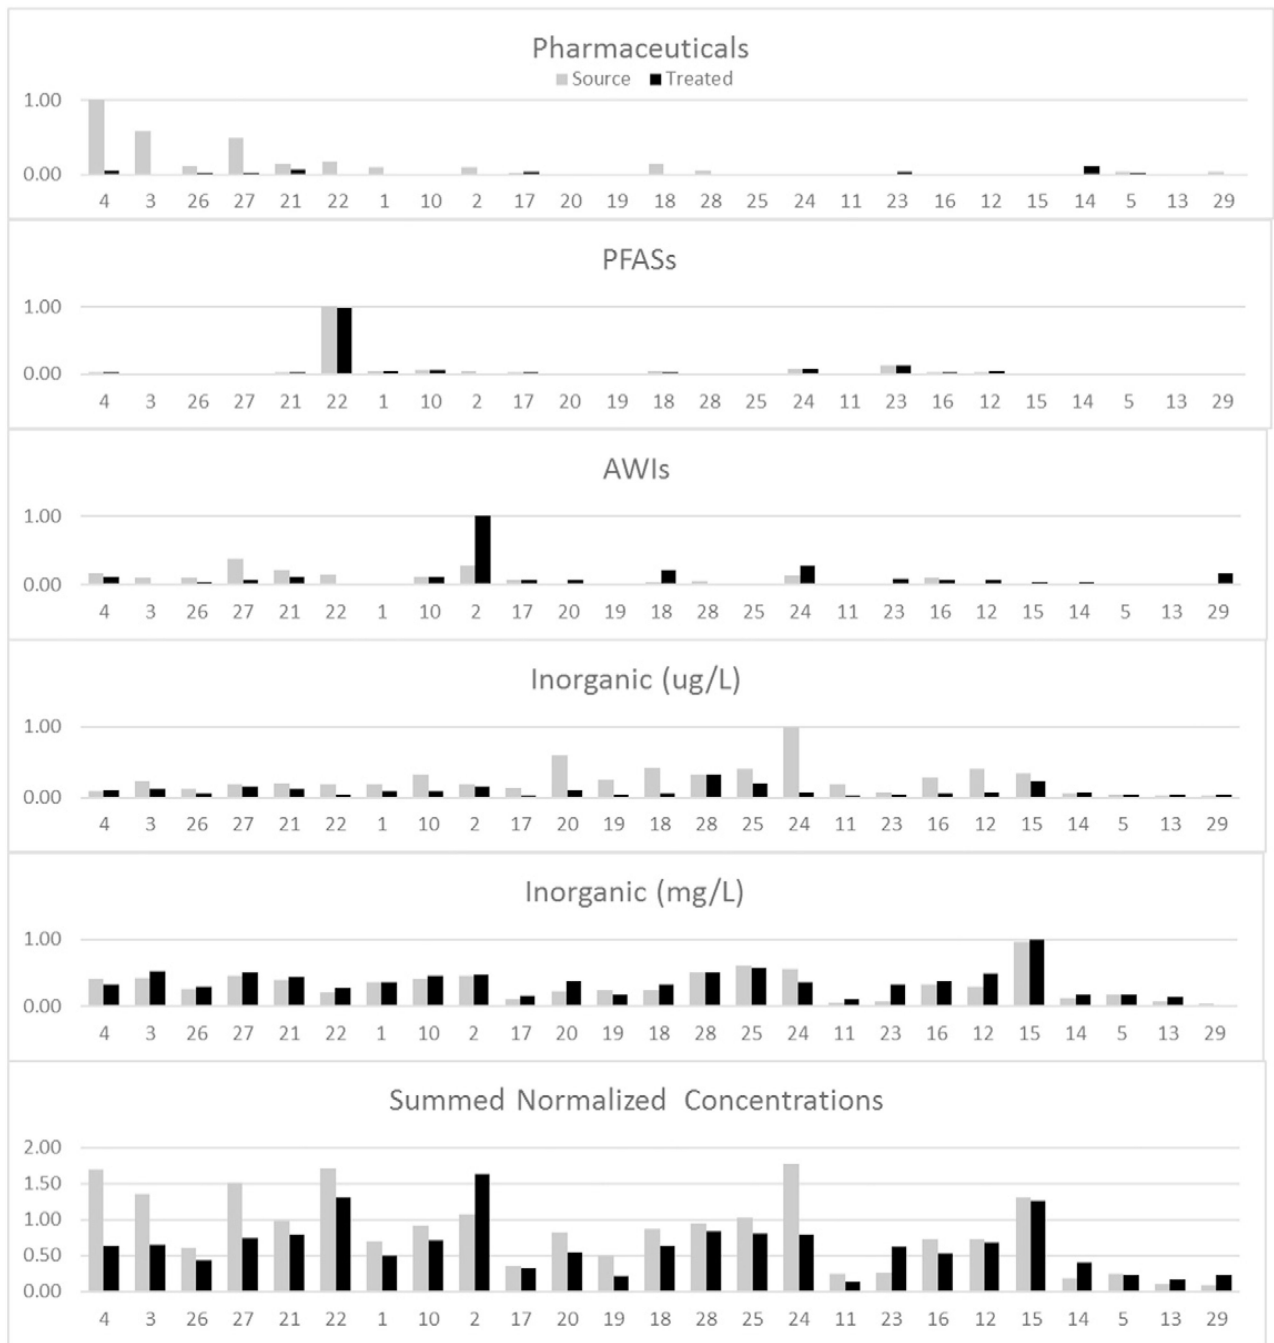 Pharmaceuticals
Source Treated
1.00
0.00
4 3 26 27 21 22 1 10 2 17 20 19 18 28 25 24 11 23 16 12 15 14 5 13 29
PFASs
1.00
0.00
4 3 26 27 21 22 1 10 2 17 20 19 18 28 25 24 11 23 16 12 15 14 5 13 29
AWIs
1.00
0.00
4 3 26 27 21 22 1 10 2 17 20 19 18 28 25 24 11 23 16 12 15 14 5 13 29
Inorganic (ug/L)
1.00
0.00
4 3 26 27 21 22 1 10 2 17 20 19 18 28 25 24 11 23 16 12 15 14 5 13 29
Inorganic (mg/L)
1.00
0.00
4 3 26 27 21 22 1 10 2 17 20 19 18 28 25 24 11 23 16 12 15 14 5 13 29
Summed Normalized Concentrations
2.00
1.50
1.00
0.50
0.00
4 3 26 27 21 22 1 10 2 17 20 19 18 28 25 24 11 23 16 12 15 14 5 13 29